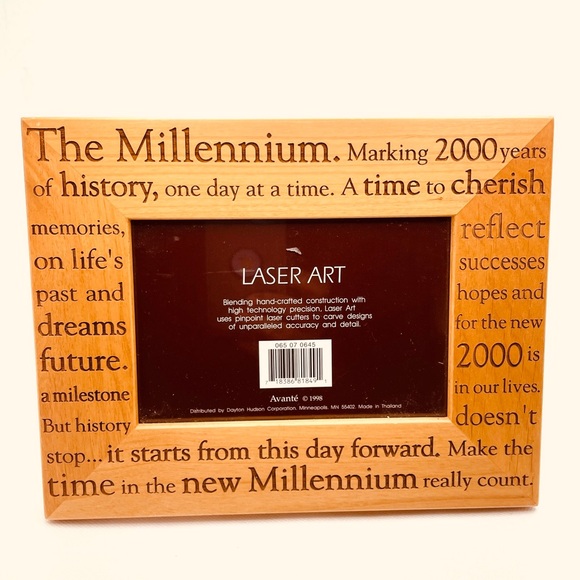 The Millennium. Marking 2000 years
of history, one day at a time. A time to cherish
memories, reflect
on life's successes
past and hopes and
dreams for the new
future. 2000 is
a milestone in our lives.
But history doesn't
stop... it starts from this day forward. Make the
time in the new Millennium really count.
LASER ART
Blending hand-crafted construction with
high technology precision, Laser Art
uses pinpoint laser cutters to carve designs
of unparalleled accuracy and detail.
065 07 0645
7 18386 81849 1
Avanté © 1998
Distributed by Dayton Hudson Corporation, Minneapolis, MN 55402. Made in Thailand